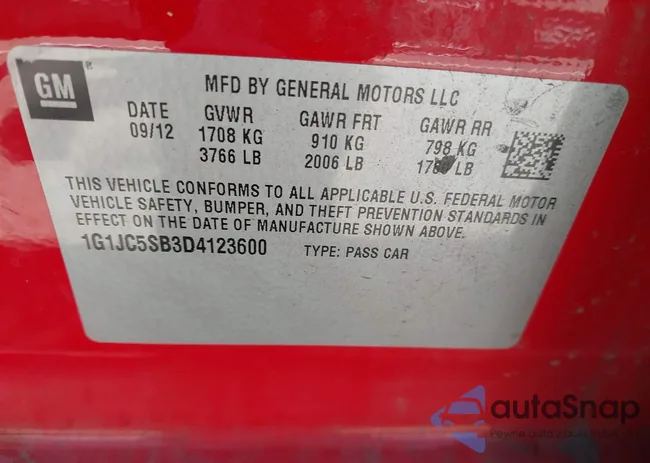 GM ®
MFD BY GENERAL MOTORS LLC
DATE GVWR GAWR FRT GAWR RR
09/12 1708 KG 910 KG 798 KG
3766 LB 2006 LB LB
THIS VEHICLE CONFORMS TO ALL APPLICABLE U.S. FEDERAL MOTOR
VEHICLE SAFETY, BUMPER, AND THEFT PREVENTION STANDARDS IN
EFFECT ON THE DATE OF MANUFACTURE SHOWN ABOVE.
1G1JC5SB3D4123600 TYPE: PASS CAR
autoSnap